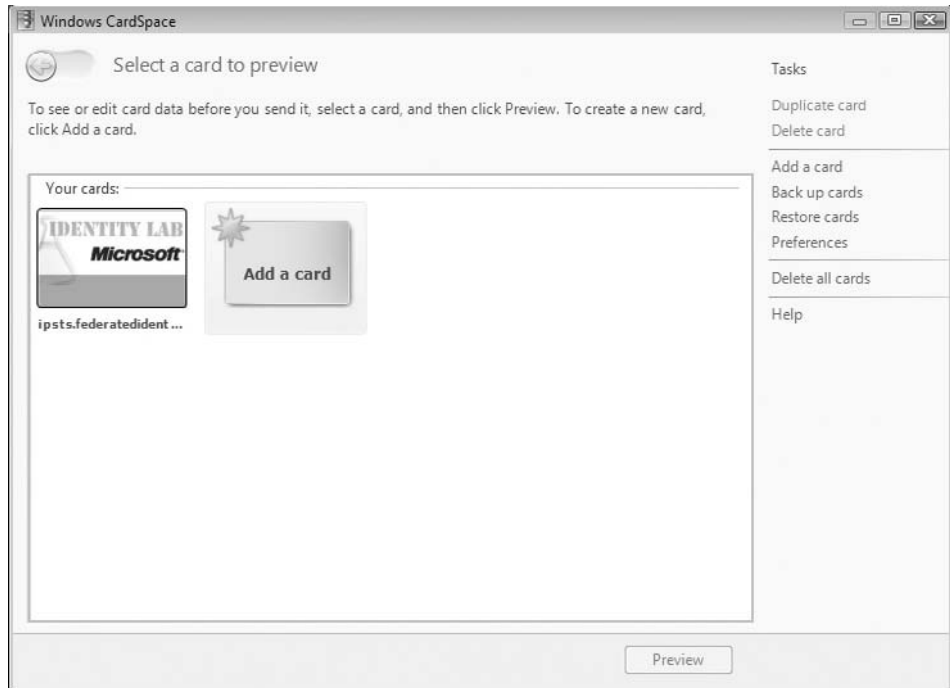 Windows CardSpace
Select a card to preview
To see or edit card data before you send it, select a card, and then click Preview. To create a new card,
click Add a card.
Your cards:
IDENTITY LAB
Microsoft
ipsts.federatedident ...
Add a card
Tasks
Duplicate card
Delete card
Add a card
Back up cards
Restore cards
Preferences
Delete all cards
Help
Preview